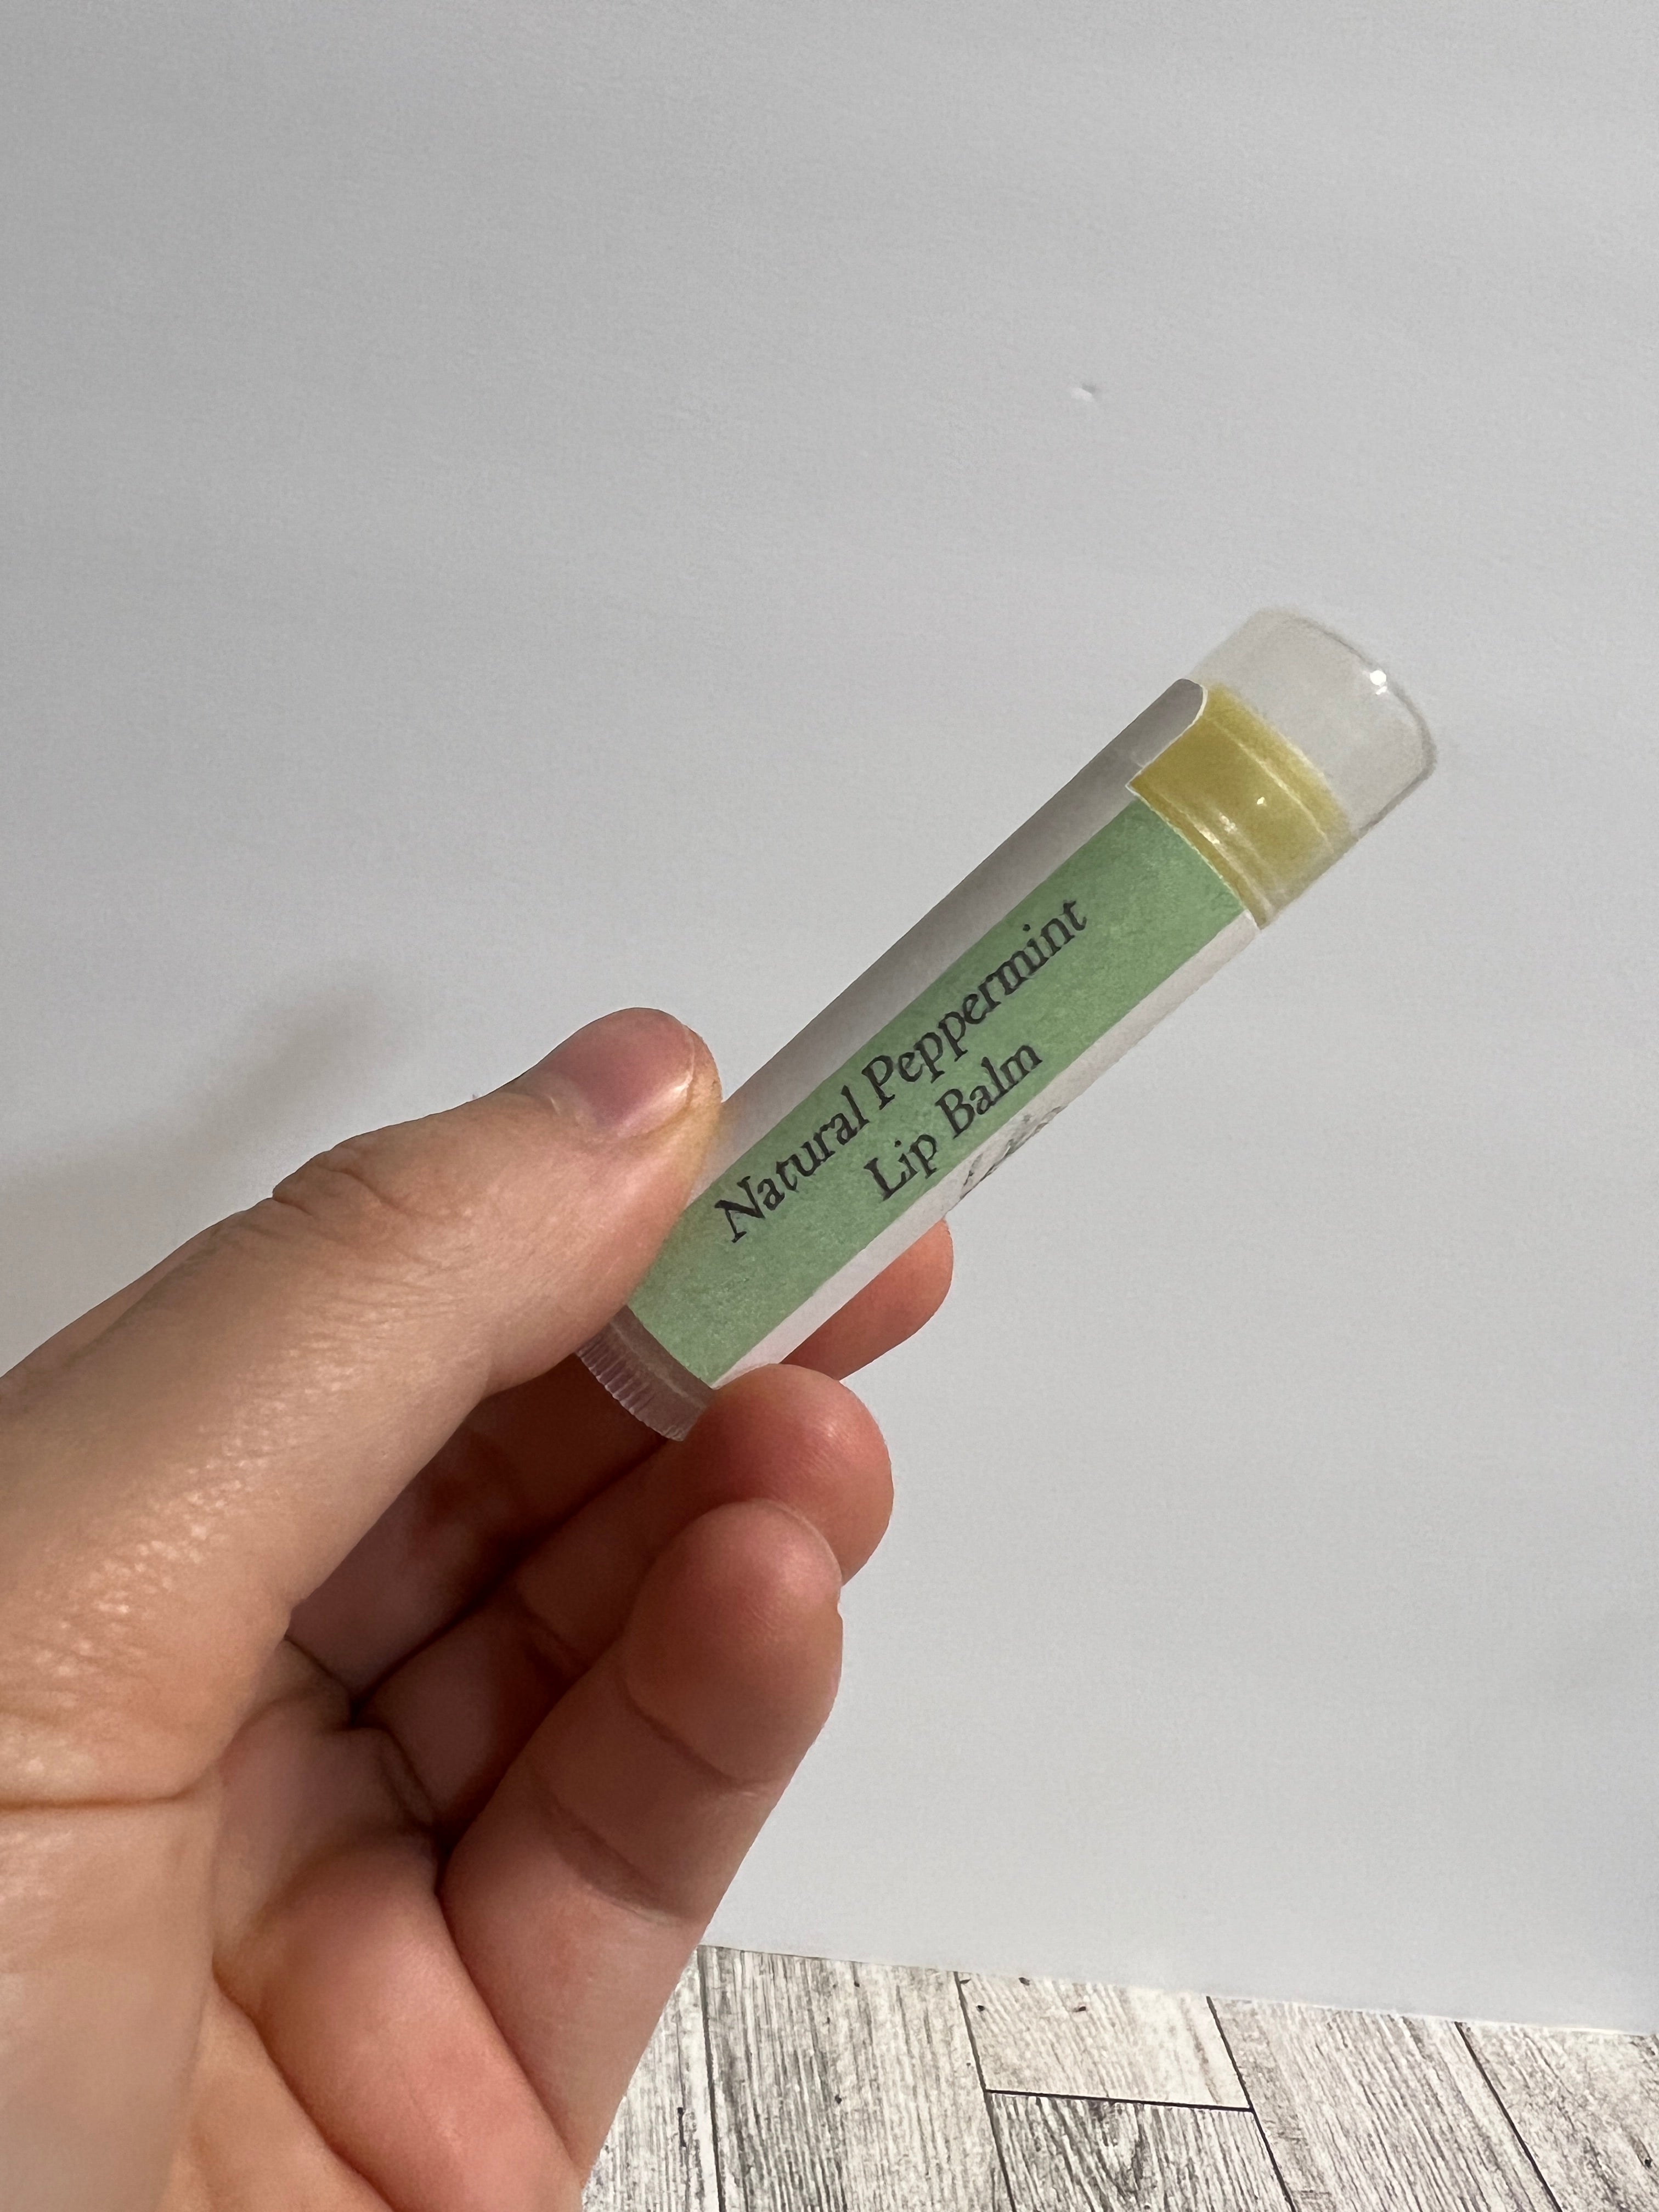 Natural Peppermint
Lip Balm